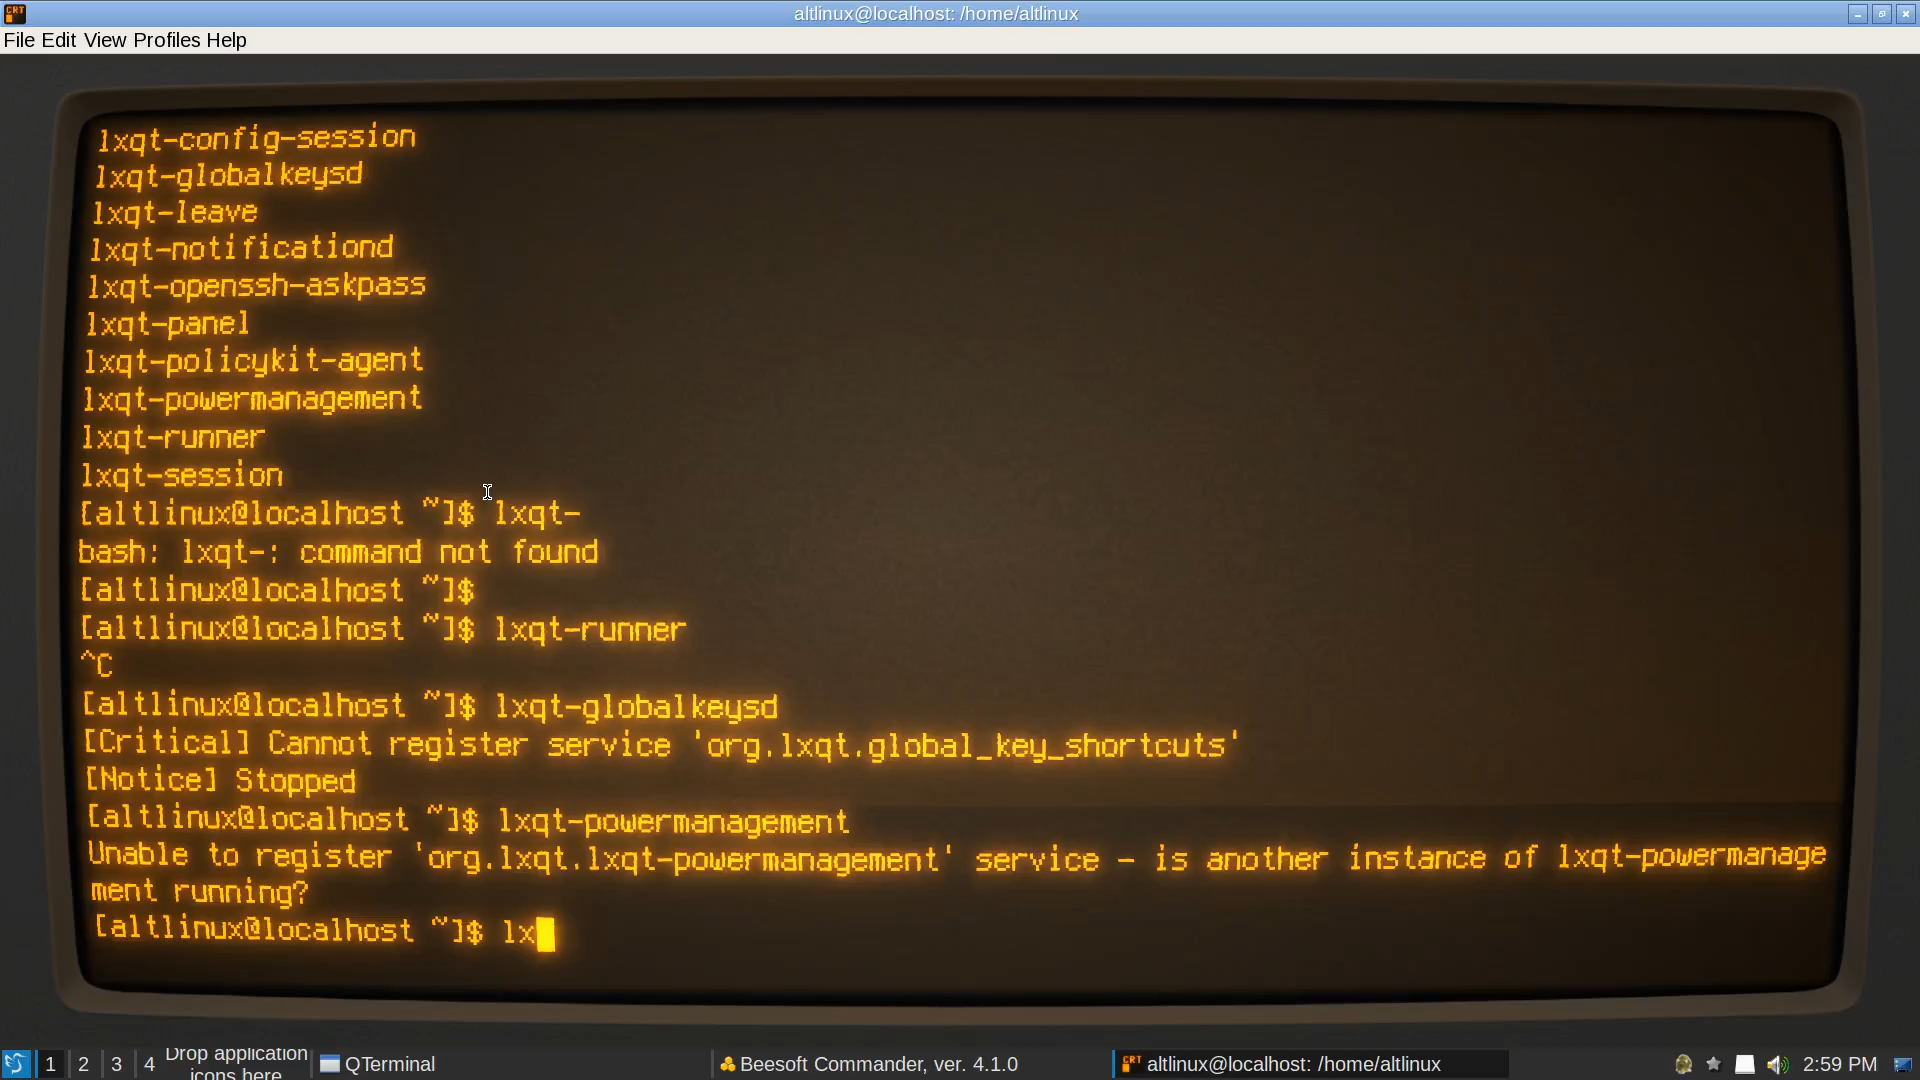 CRT
altlinux@localhost: /home/altlinux
File Edit View Profiles Help
lxqt-config-session
lxqt-globalkeysd
lxqt-leave
lxqt-notificationd
lxqt-openssh-askpass
lxqt-panel
lxqt-policykit-agent
lxqt-powermanagement
lxqt-runner
lxqt-session
[altlinux@localhost ~]$ lxqt-
bash: lxqt-: command not found
[altlinux@localhost ~]$
[altlinux@localhost ~]$ lxqt-runner
^C
[altlinux@localhost ~]$ lxqt-globalkeysd
[Critical] Cannot register service 'org.lxqt.global_key_shortcuts'
[Notice] Stopped
[altlinux@localhost ~]$ lxqt-powermanagement
Unable to register 'org.lxqt.lxqt-powermanagement' service - is another instance of lxqt-powermanage
ment running?
[altlinux@localhost ~]$ lx
1 2 3 4 Drop application icons here QTerminal Beesoft Commander, ver. 4.1.0 CRT altlinux@localhost: /home/altlinux 2:59 PM